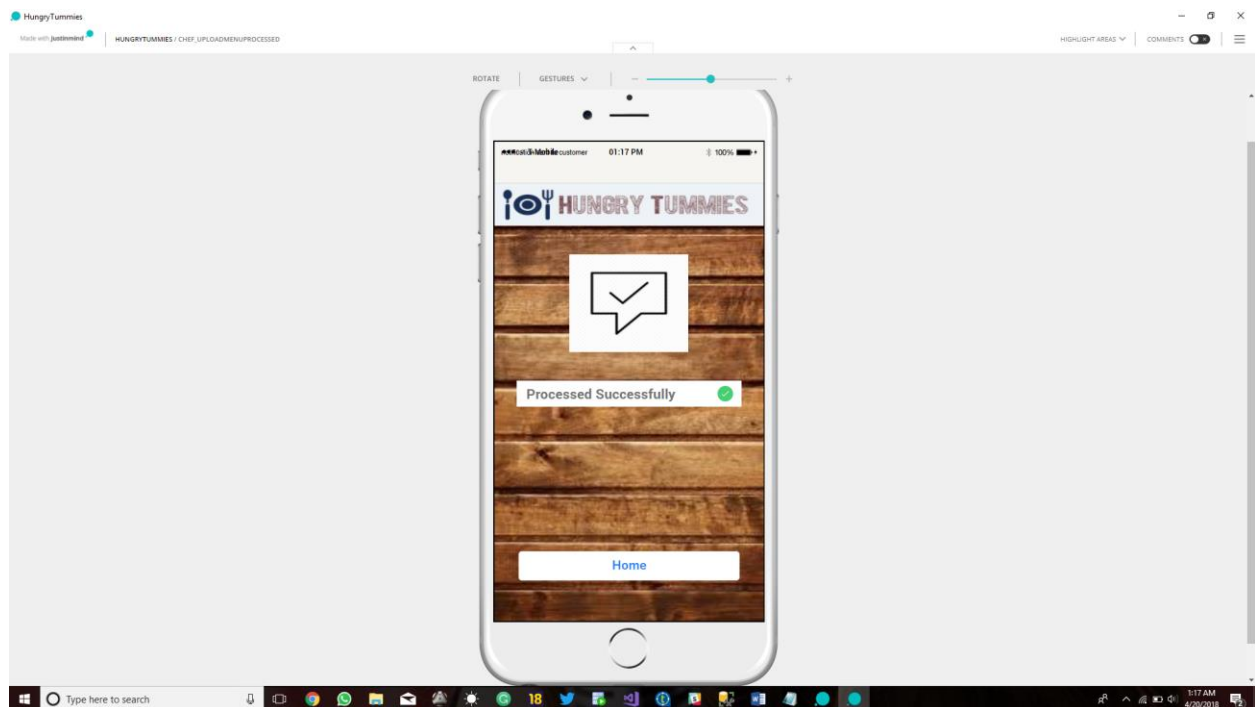 HungryTummies
Made with justinmind
HUNGRYTUMMIES / CHEF_UPLOADMENUPROCESSED
HIGHLIGHT AREAS
COMMENTS
ROTATE
GESTURES
T-Mobile customer
01:17 PM
100%
HUNGRY TUMMIES
Processed Successfully
Home
Type here to search
18
1:17 AM
4/20/2018